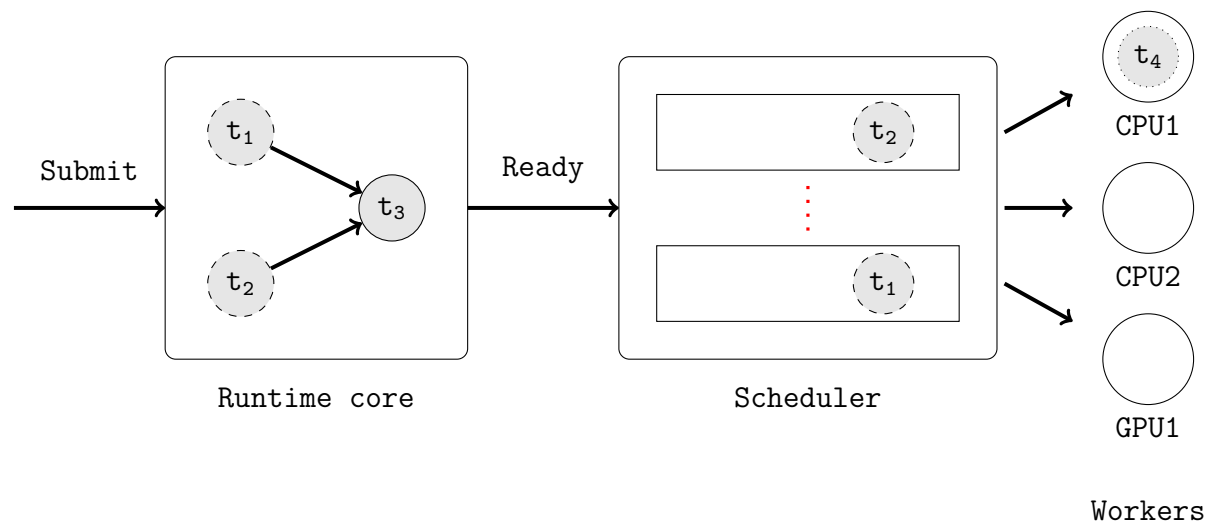 Submit
t₁
t₂
t₃
Runtime core
Ready
t₂
t₁
Scheduler
t₄
CPU1
CPU2
GPU1
Workers